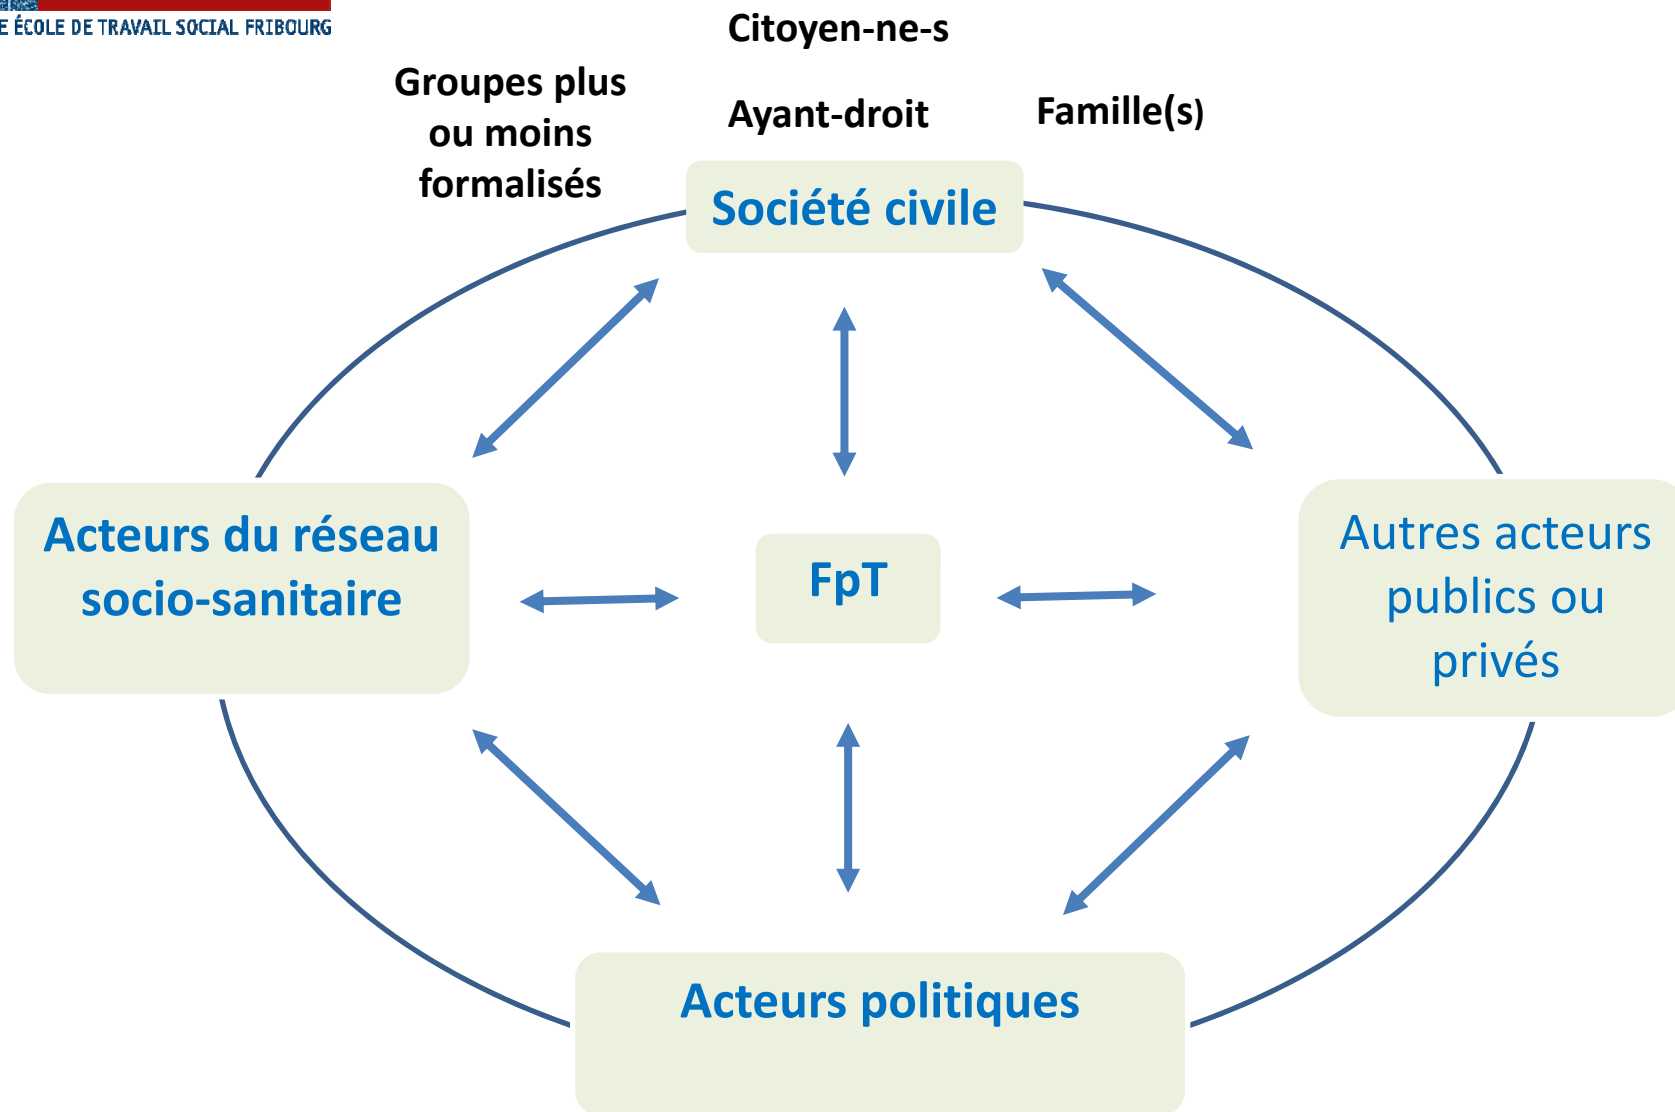 ÉCOLE DE TRAVAIL SOCIAL FRIBOURG
Citoyen-ne-s
Groupes plus
ou moins
formalisés
Ayant-droit
Famille(s)
Société civile
Acteurs du réseau
socio-sanitaire
FpT
Autres acteurs
publics ou
privés
Acteurs politiques